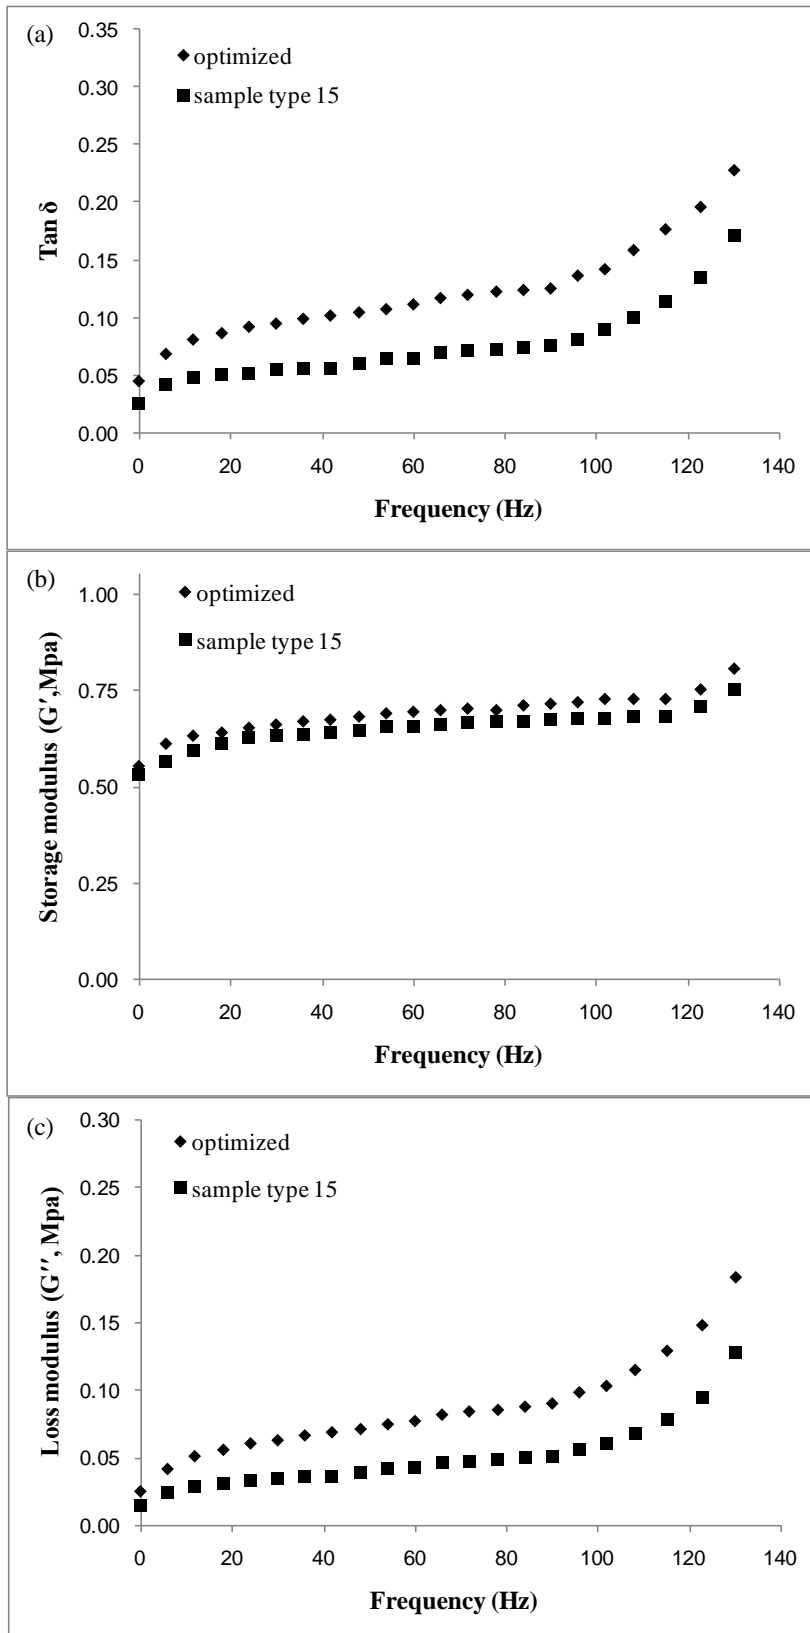 (a)
optimized
sample type 15
0.35
0.30
0.25
0.20
0.15
0.10
0.05
0.00
Tan δ
0 20 40 60 80 100 120 140
Frequency (Hz)
(b)
optimized
sample type 15
1.00
0.75
0.50
0.25
0.00
Storage modulus (G′,Mpa)
0 20 40 60 80 100 120 140
Frequency (Hz)
(c)
optimized
sample type 15
0.30
0.25
0.20
0.15
0.10
0.05
0.00
Loss modulus (G′′, Mpa)
0 20 40 60 80 100 120 140
Frequency (Hz)